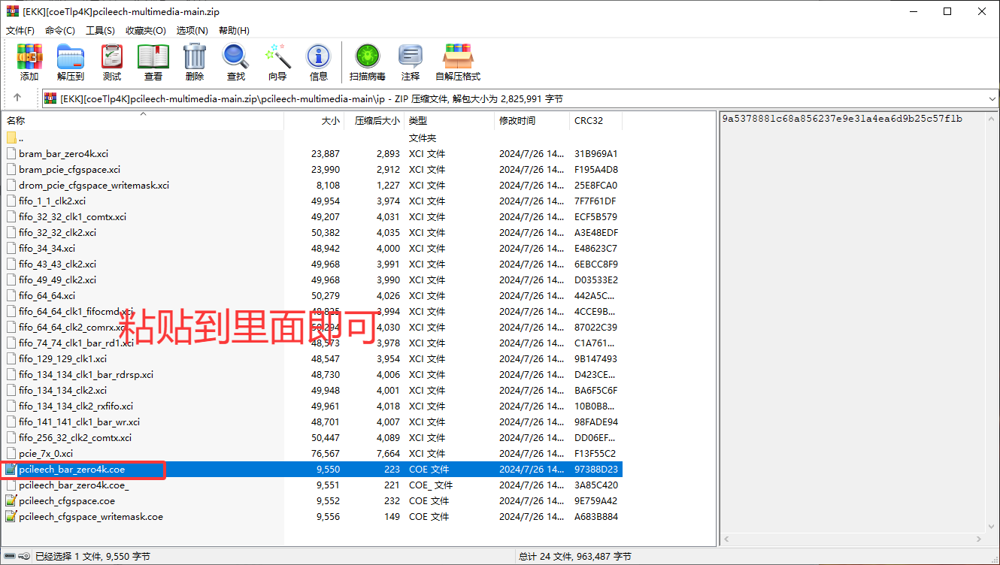 [EKK][coeTlp4K]pcileech-multimedia-main.zip
文件(F) 命令(C) 工具(S) 收藏夹(O) 选项(N) 帮助(H)
添加 解压到 测试 查看 删除 查找 向导 信息 扫描病毒 注释 自解压格式
[EKK][coeTlp4K]pcileech-multimedia-main.zip\pcileech-multimedia-main\ip - ZIP 压缩文件, 解包大小为 2,825,991 字节
名称 大小 压缩后大小 类型 修改时间 CRC32
9a5378881c68a856237e9e31a4ea6d9b25c57f1b
.. 文件夹
bram_bar_zero4k.xci 23,887 2,893 XCI 文件 2024/7/26 14... 31B969A1
bram_pcie_cfgspace.xci 23,990 2,912 XCI 文件 2024/7/26 14... F195A4D8
drom_pcie_cfgspace_writemask.xci 8,108 1,227 XCI 文件 2024/7/26 14... 25E8FCA0
fifo_1_1_clk2.xci 49,954 3,974 XCI 文件 2024/7/26 14... 7F7F61DF
fifo_32_32_clk1_comtx.xci 49,207 4,031 XCI 文件 2024/7/26 14... ECF5B579
fifo_32_32_clk2.xci 50,382 4,035 XCI 文件 2024/7/26 14... A3E48EDF
fifo_34_34.xci 48,942 4,000 XCI 文件 2024/7/26 14... E48623C7
fifo_43_43_clk2.xci 49,968 3,991 XCI 文件 2024/7/26 14... 6EBCC8F9
fifo_49_49_clk2.xci 49,968 3,990 XCI 文件 2024/7/26 14... D03533E2
fifo_64_64.xci 50,279 4,026 XCI 文件 2024/7/26 14... 442A5C...
fifo_64_64_clk1_fifocmd.xci 48,825 3,994 XCI 文件 2024/7/26 14... 4CCE9B...
粘贴到里面即可
fifo_64_64_clk2_comrx.xci 50,294 4,030 XCI 文件 2024/7/26 14... 87022C39
fifo_74_74_clk1_bar_rd1.xci 48,573 3,978 XCI 文件 2024/7/26 14... C1A761...
fifo_129_129_clk1.xci 48,547 3,954 XCI 文件 2024/7/26 14... 9B147493
fifo_134_134_clk1_bar_rdrsp.xci 48,730 4,006 XCI 文件 2024/7/26 14... D423CE...
fifo_134_134_clk2.xci 49,948 4,001 XCI 文件 2024/7/26 14... BA6F5C6F
fifo_134_134_clk2_rxfifo.xci 49,961 4,018 XCI 文件 2024/7/26 14... 10B0B8...
fifo_141_141_clk1_bar_wr.xci 48,701 4,007 XCI 文件 2024/7/26 14... 98FADE94
fifo_256_32_clk2_comtx.xci 50,447 4,089 XCI 文件 2024/7/26 14... DD06EF...
pcie_7x_0.xci 76,567 7,664 XCI 文件 2024/7/26 14... F13F55C2
pcileech_bar_zero4k.coe 9,550 223 COE 文件 2024/7/26 14... 97388D23
pcileech_bar_zero4k.coe_ 9,551 221 COE_ 文件 2024/7/26 14... 3A85C420
pcileech_cfgspace.coe 9,552 232 COE 文件 2024/7/26 14... 9E759A42
pcileech_cfgspace_writemask.coe 9,556 149 COE 文件 2024/7/26 14... A683B884
已经选择 1 文件, 9,550 字节 总计 24 文件, 963,487 字节